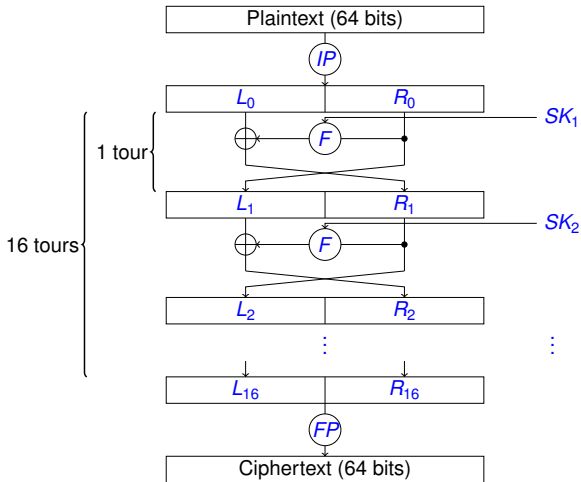 Plaintext (64 bits)
IP
L0 R0
SK1
F
1 tour
L1 R1
SK2
16 tours
F
L2 R2
⋮ ⋮
L16 R16
FP
Ciphertext (64 bits)